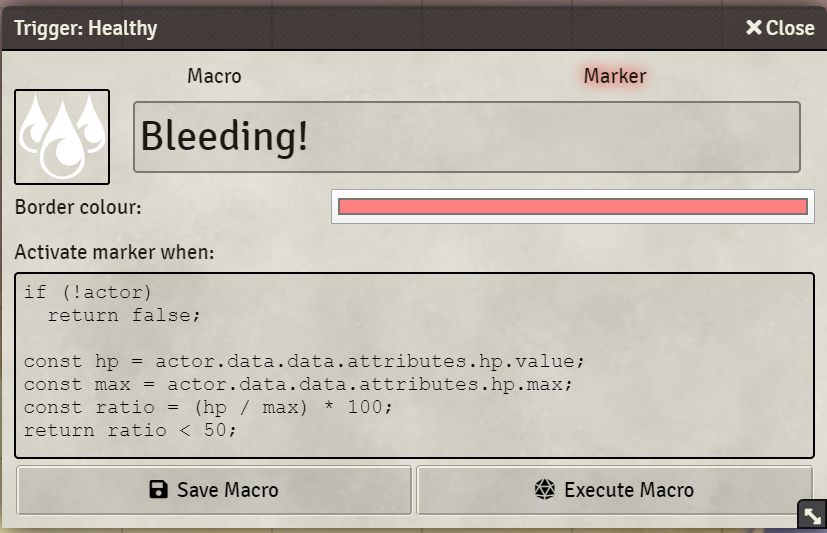 Trigger: Healthy
Close
Macro
Marker
Bleeding!
Border colour:
Activate marker when:
if (!actor)
  return false;
const hp = actor.data.data.attributes.hp.value;
const max = actor.data.data.attributes.hp.max;
const ratio = (hp / max) * 100;
return ratio < 50;
Save Macro
Execute Macro